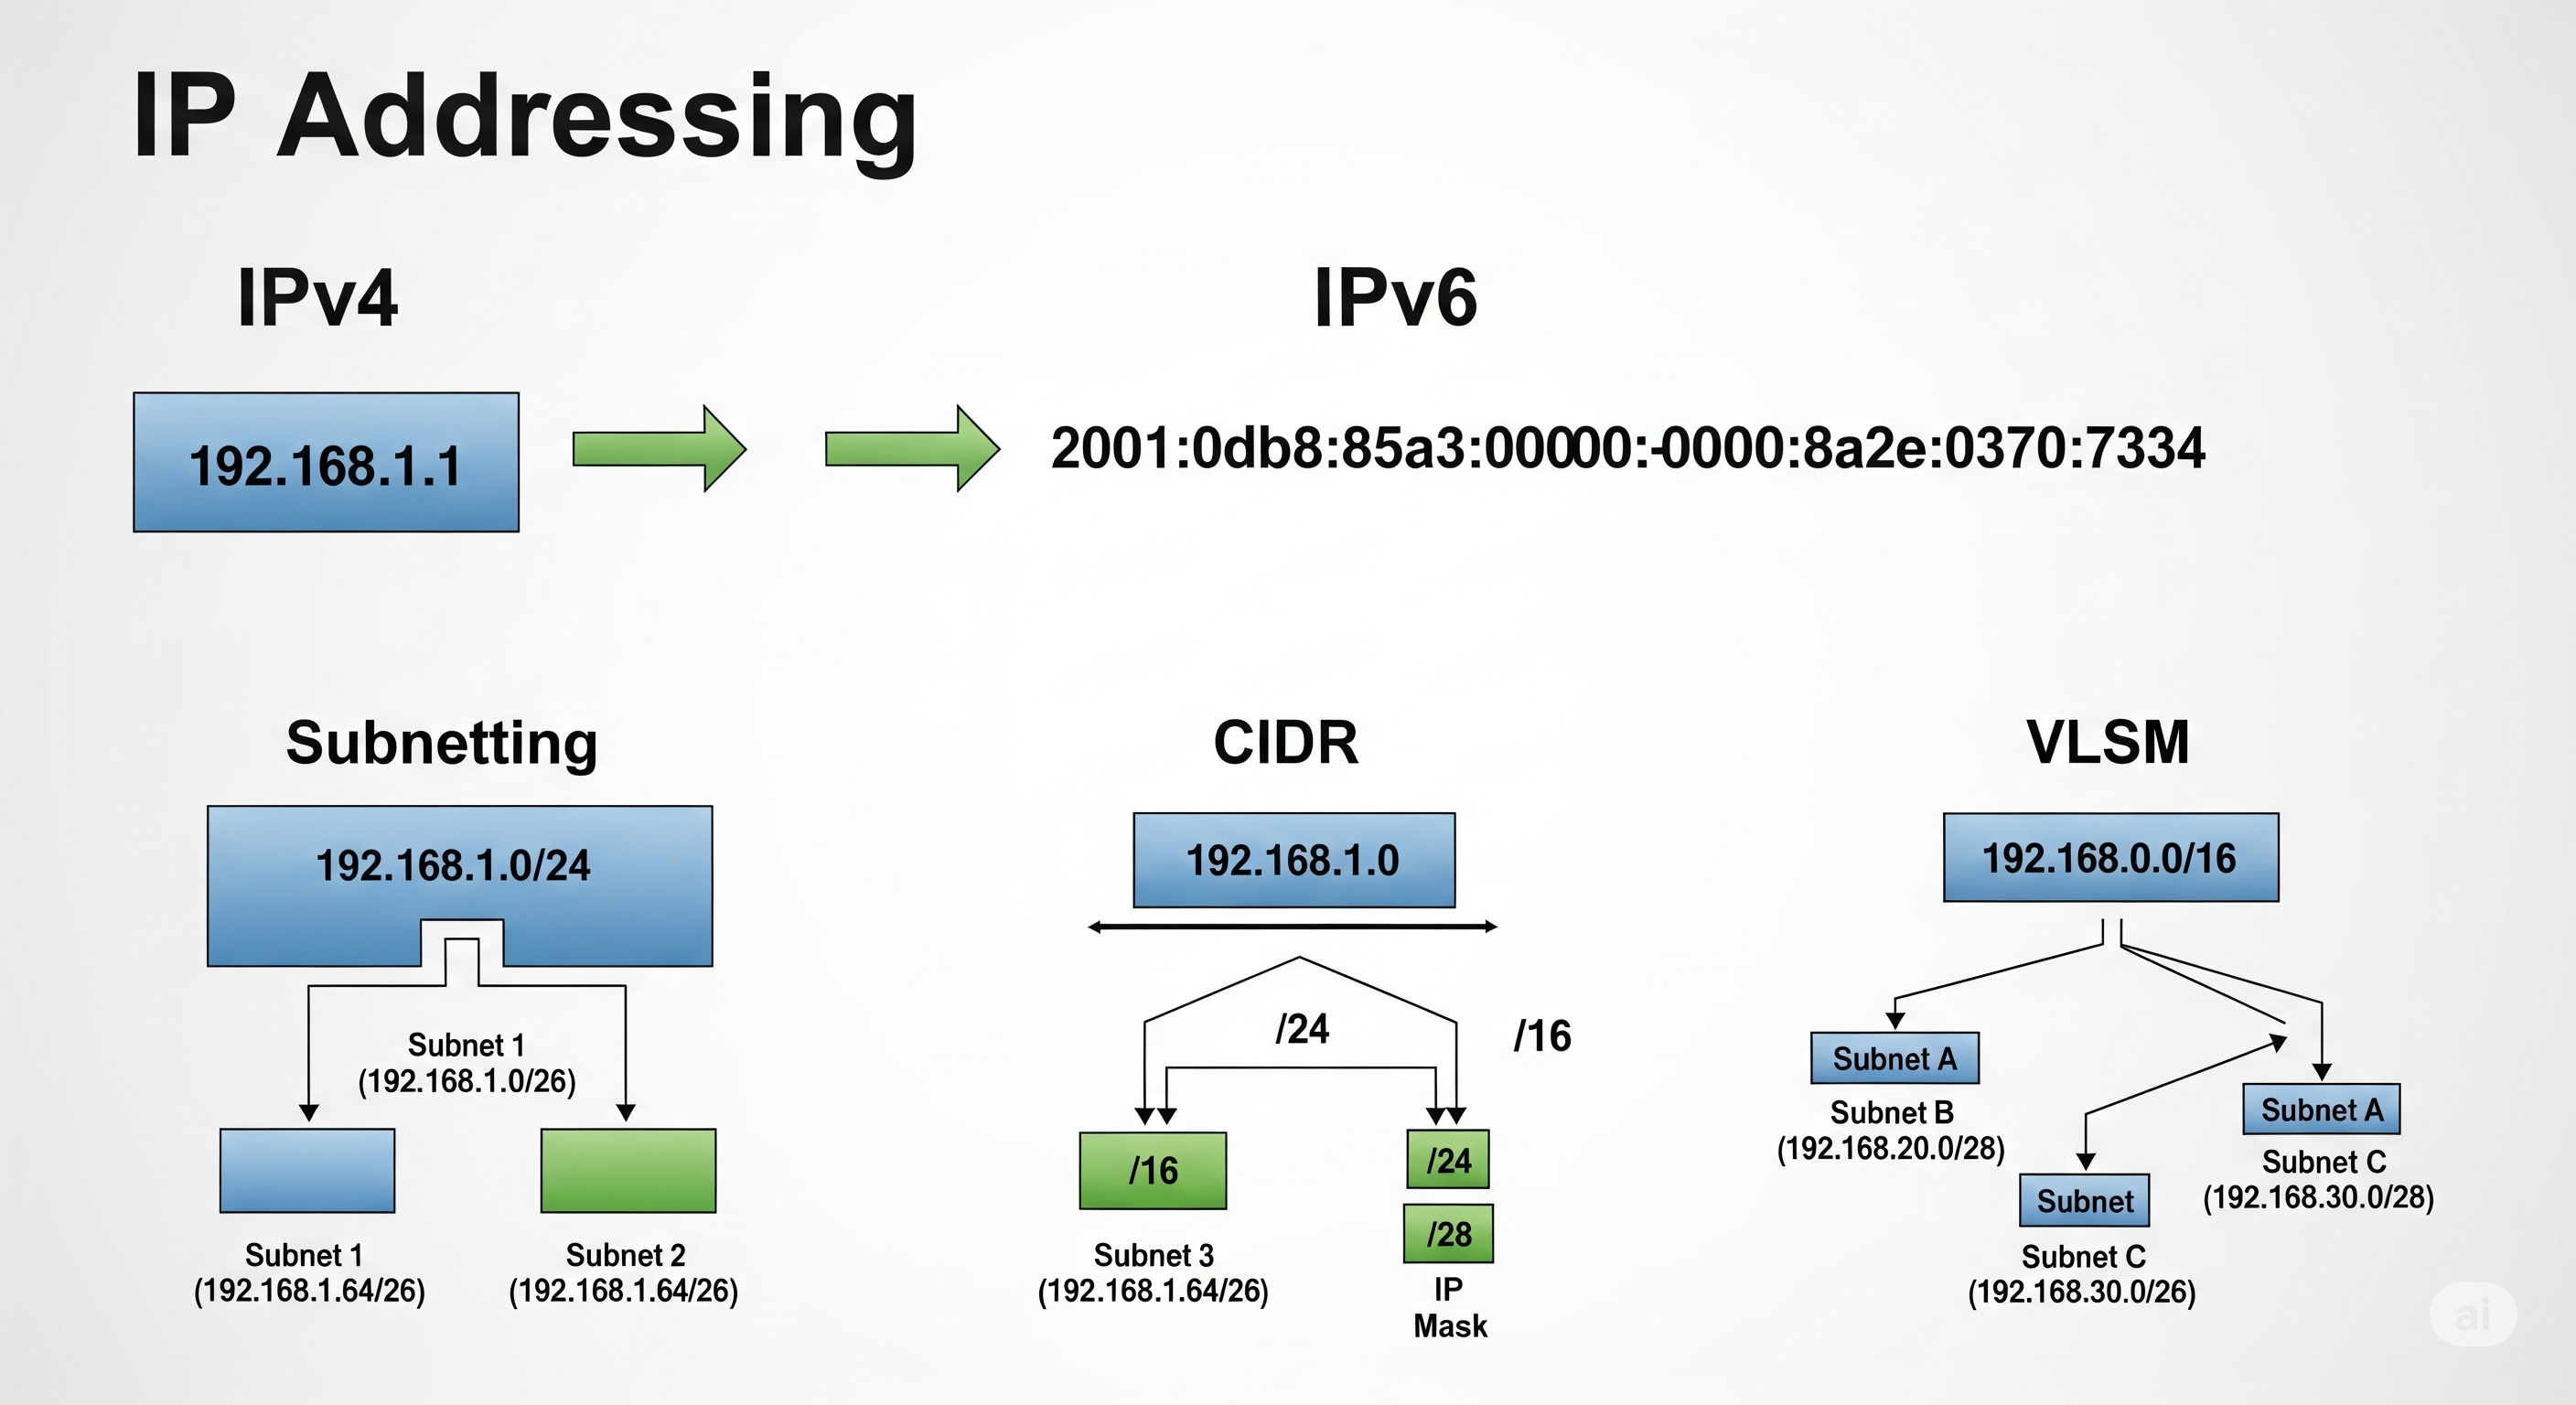 IP Addressing
IPv4
IPv6
192.168.1.1
2001:0db8:85a3:00000:-0000:8a2e:0370:7334
Subnetting
192.168.1.0/24
Subnet 1
(192.168.1.0/26)
Subnet 1
(192.168.1.64/26)
Subnet 2
(192.168.1.64/26)
CIDR
192.168.1.0
/24
/16
/16
/24
/28
Subnet 3
(192.168.1.64/26)
IP
Mask
VLSM
192.168.0.0/16
Subnet A
Subnet B
(192.168.20.0/28)
Subnet A
Subnet C
(192.168.30.0/28)
Subnet
Subnet C
(192.168.30.0/26)
ai